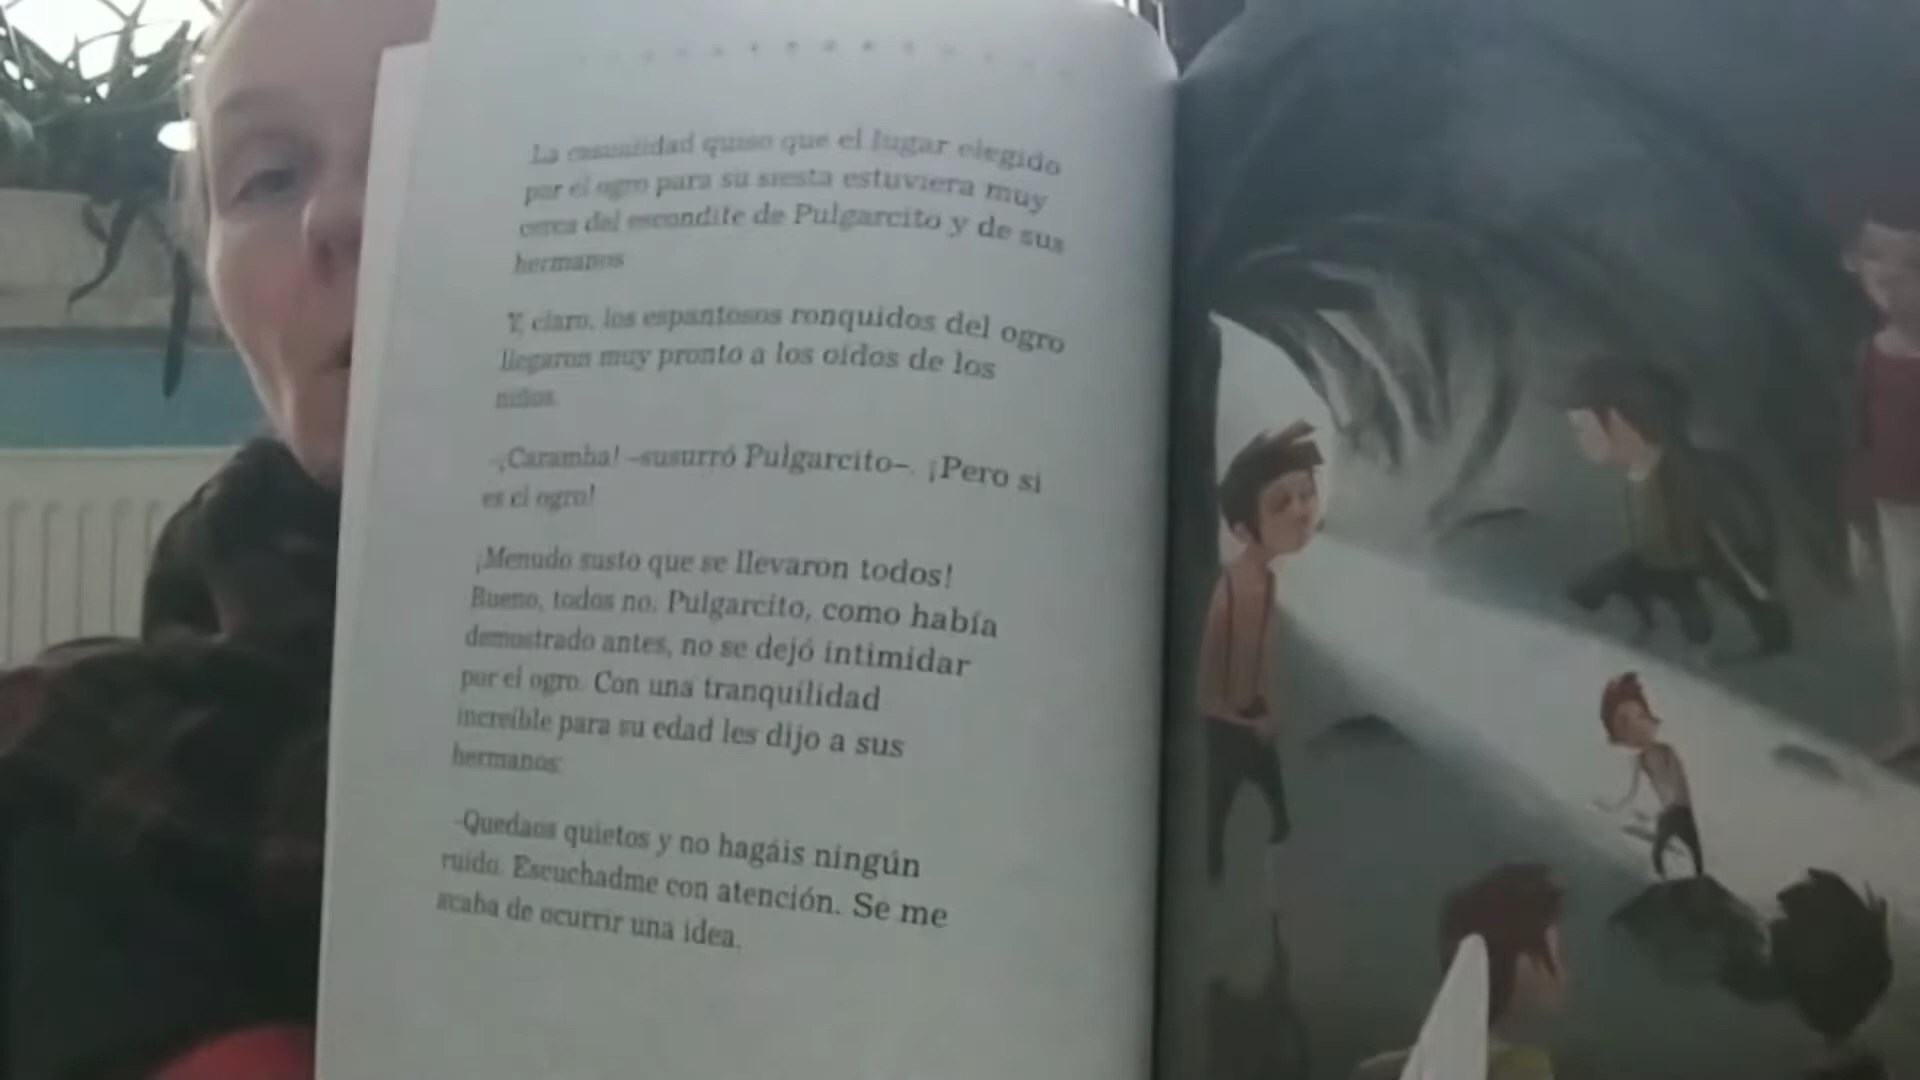 La casualidad quiso que el lugar elegido
por el ogro para su siesta estuviera muy
cerca del escondite de Pulgarcito y de sus
hermanos
Y, claro, los espantosos ronquidos del ogro
llegaron muy pronto a los oídos de los
niños.
-¡Caramba! –susurró Pulgarcito–. ¡Pero si
es el ogro!
¡Menudo susto que se llevaron todos!
Bueno, todos no. Pulgarcito, como había
demostrado antes, no se dejó intimidar
por el ogro. Con una tranquilidad
increíble para su edad les dijo a sus
hermanos:
-Quedaos quietos y no hagáis ningún
ruido. Escuchadme con atención. Se me
acaba de ocurrir una idea.